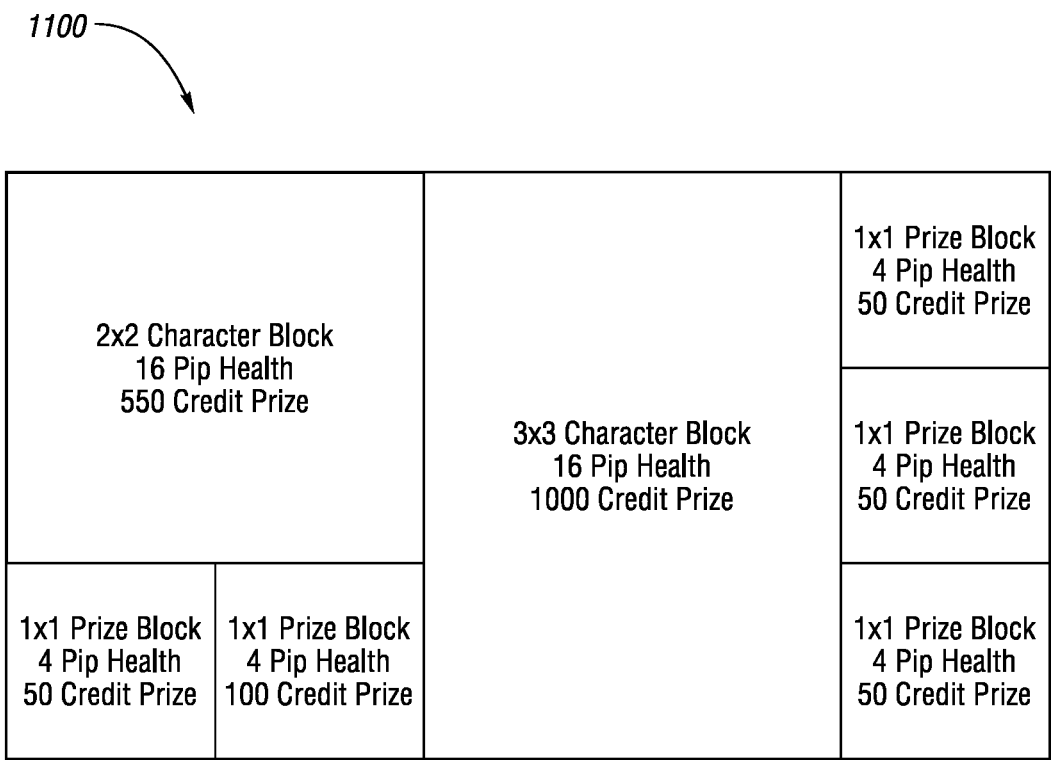 1100
2x2 Character Block
16 Pip Health
550 Credit Prize
1x1 Prize Block
4 Pip Health
50 Credit Prize
1x1 Prize Block
4 Pip Health
100 Credit Prize
3x3 Character Block
16 Pip Health
1000 Credit Prize
1x1 Prize Block
4 Pip Health
50 Credit Prize
1x1 Prize Block
4 Pip Health
50 Credit Prize
1x1 Prize Block
4 Pip Health
50 Credit Prize